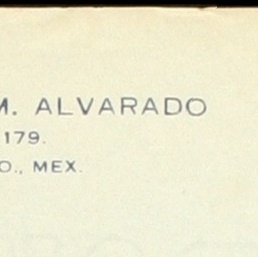 M. ALVARADO
179.
O., MEX.